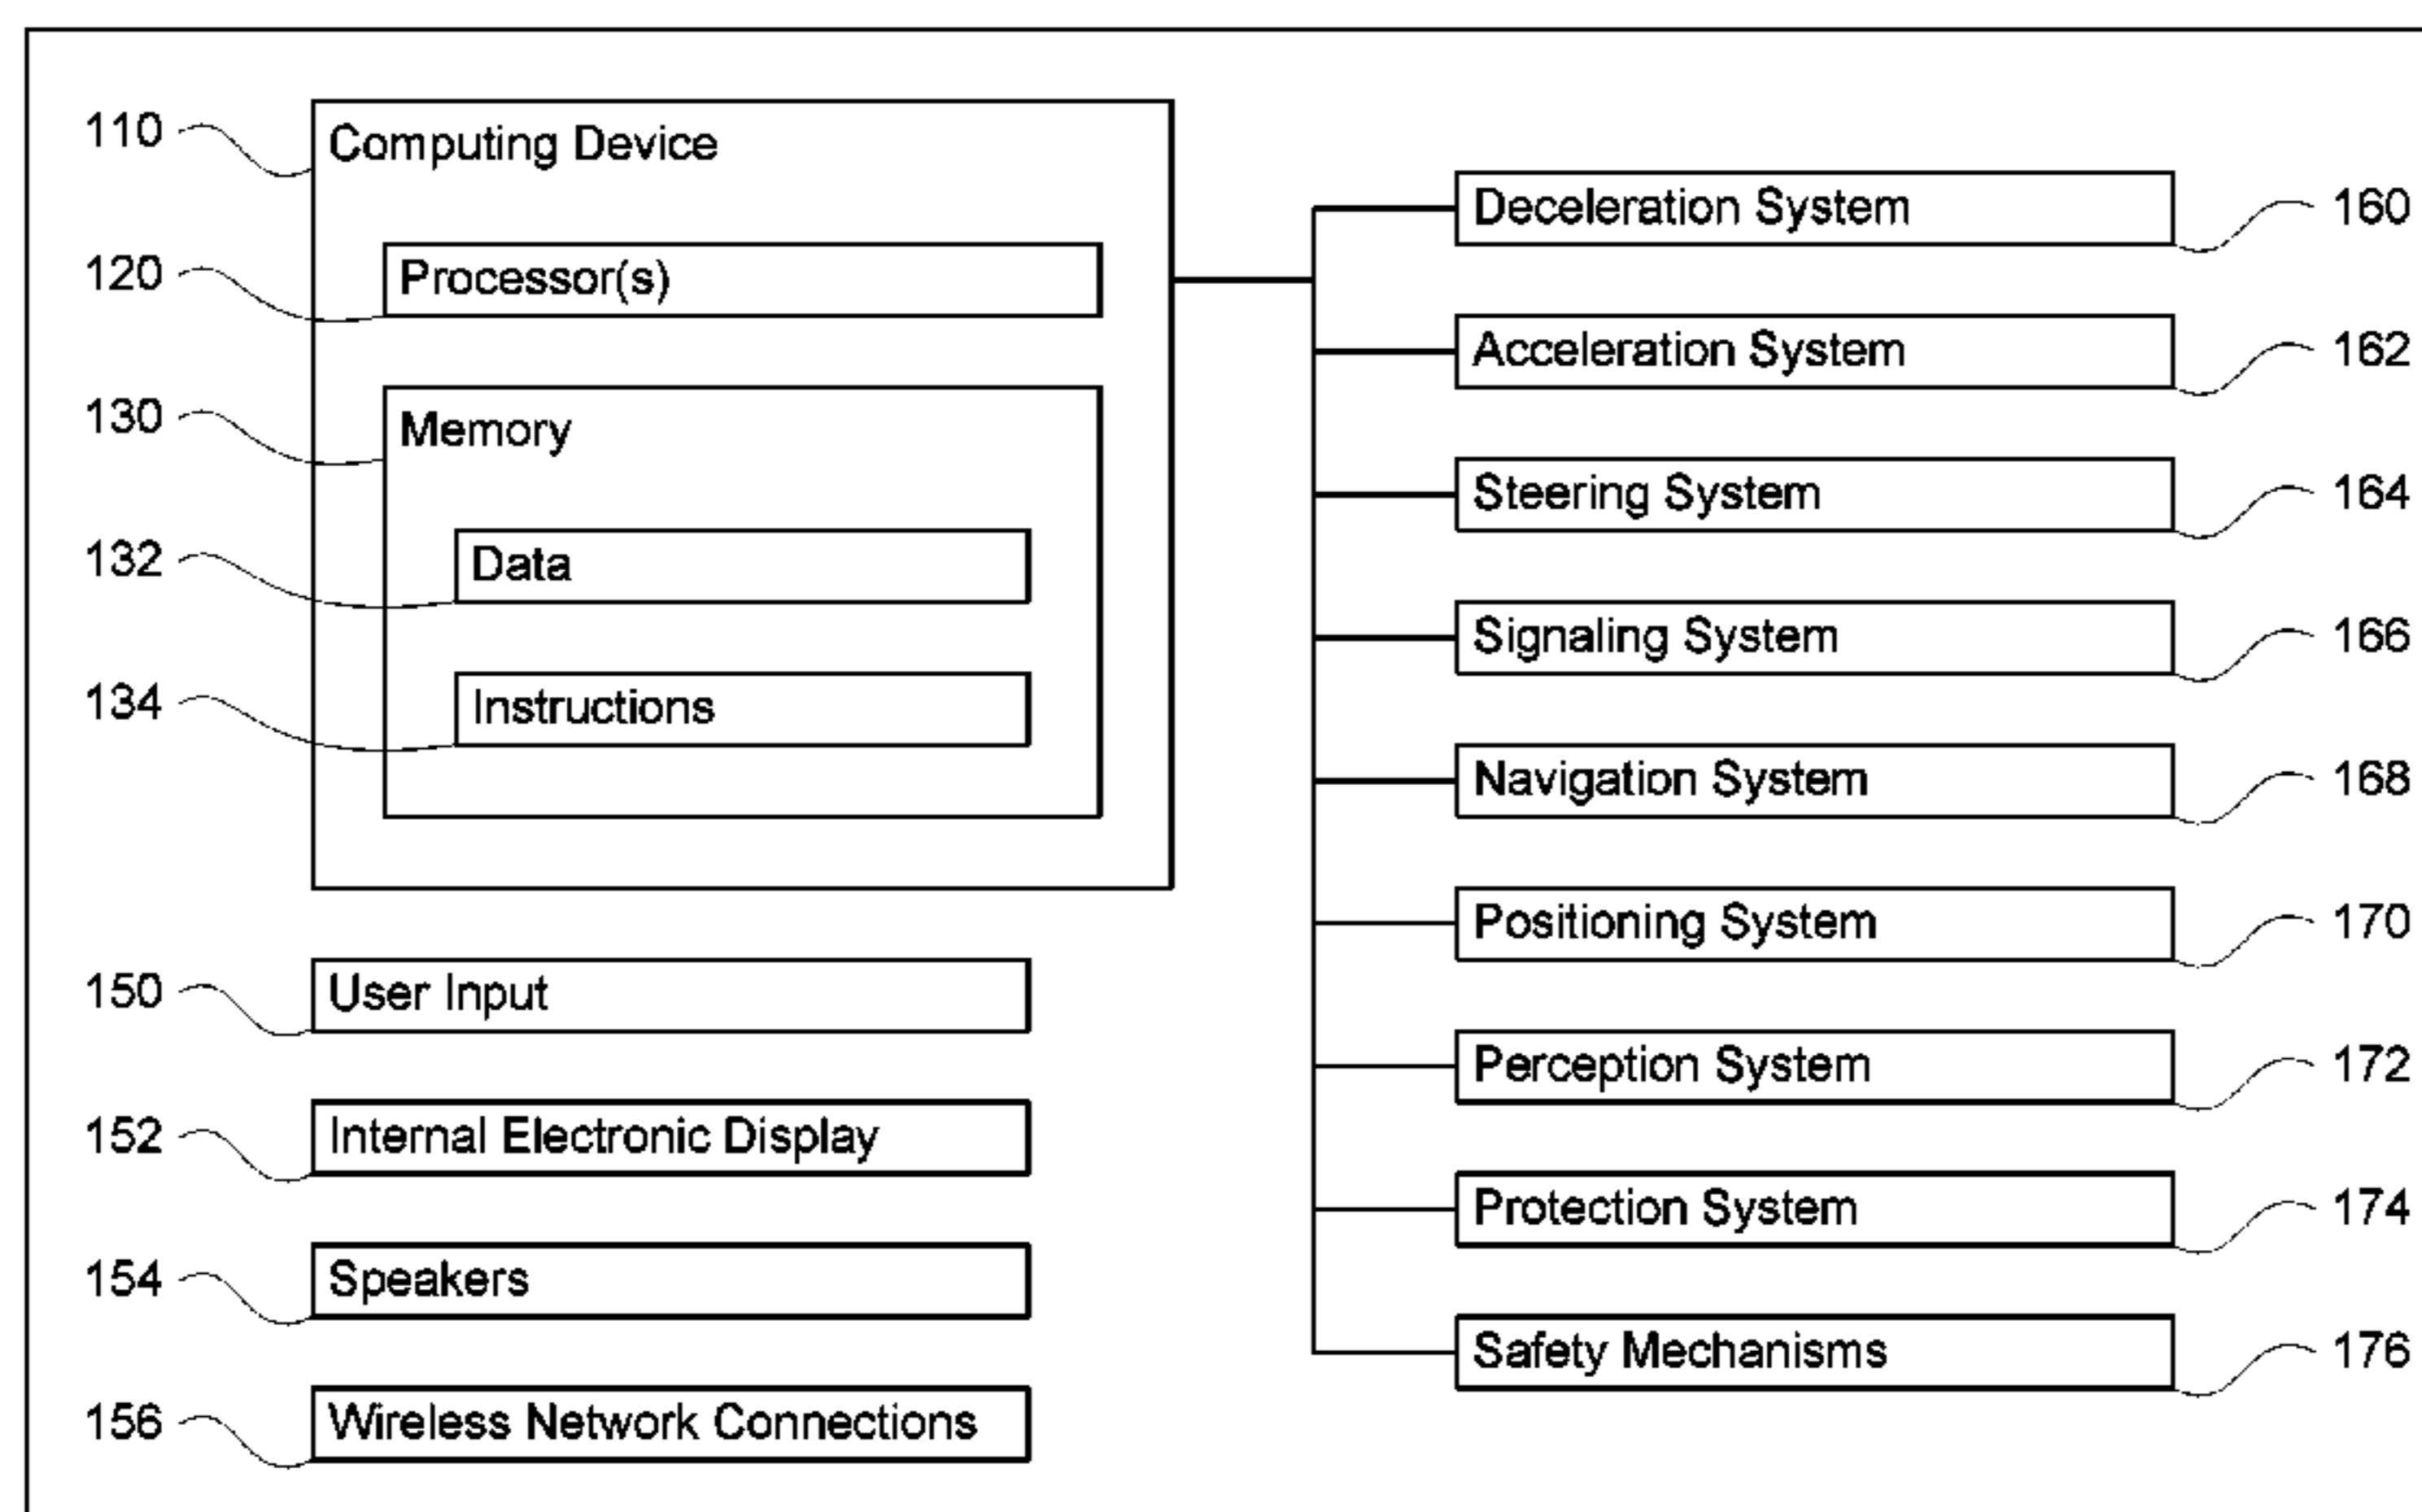 110 Computing Device
120 Processor(s)
130 Memory
132 Data
134 Instructions
150 User Input
152 Internal Electronic Display
154 Speakers
156 Wireless Network Connections
Deceleration System 160
Acceleration System 162
Steering System 164
Signaling System 166
Navigation System 168
Positioning System 170
Perception System 172
Protection System 174
Safety Mechanisms 176